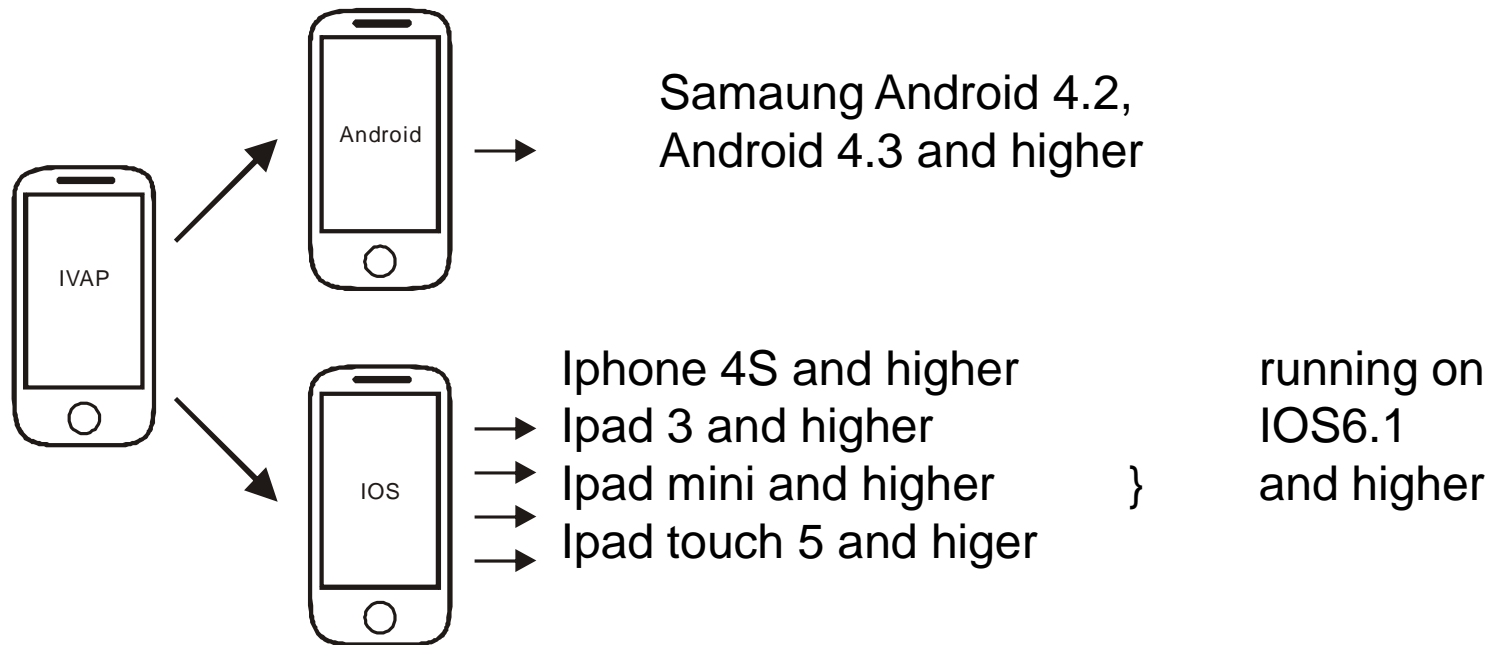 IVAP
Android
Samaung Android 4.2,
Android 4.3 and higher
IOS
Iphone 4S and higher
Ipad 3 and higher
Ipad mini and higher }
Ipad touch 5 and higer
running on
IOS6.1
and higher